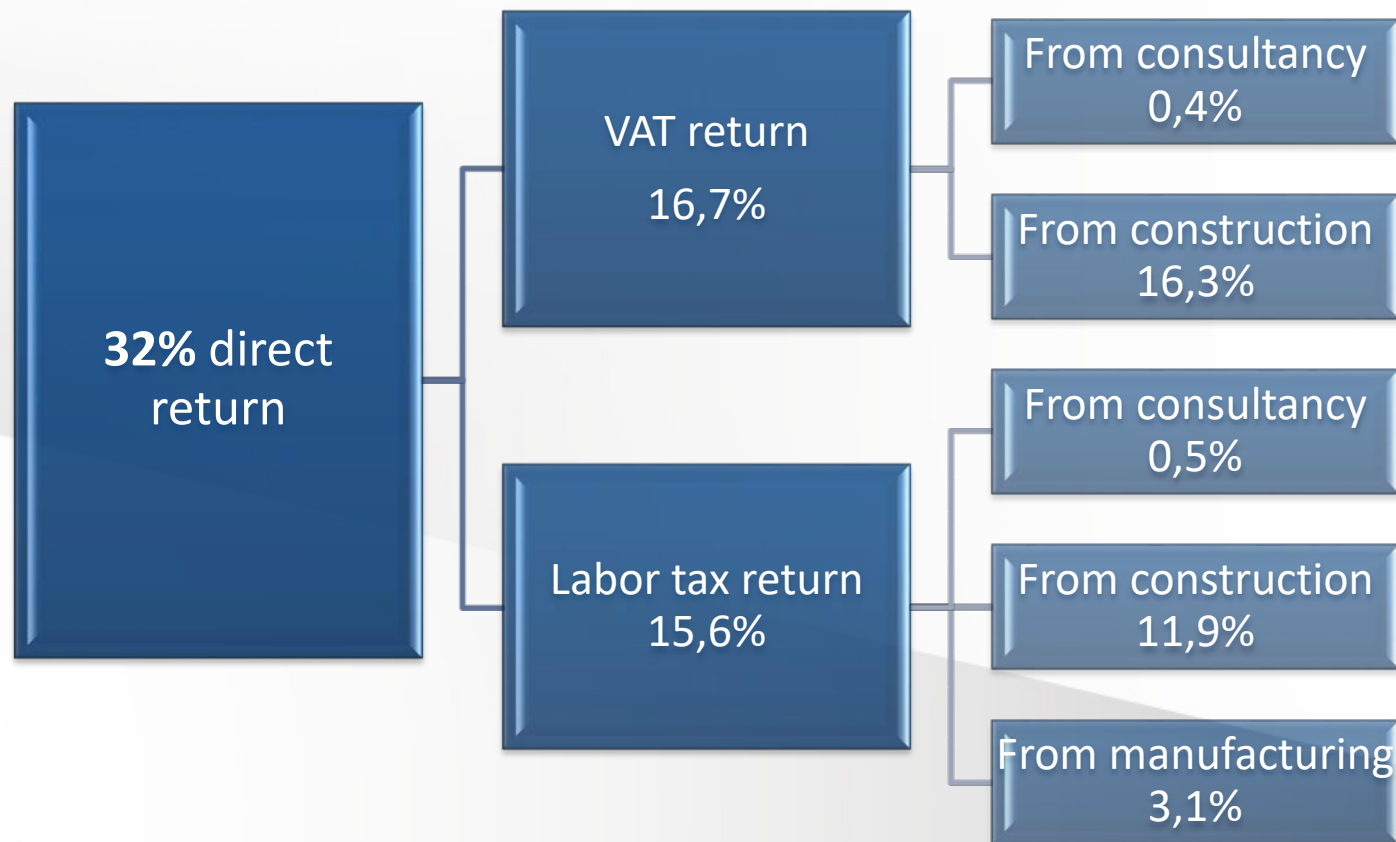 32% direct
return
VAT return
16,7%
Labor tax return
15,6%
From consultancy
0,4%
From construction
16,3%
From consultancy
0,5%
From construction
11,9%
From manufacturing
3,1%